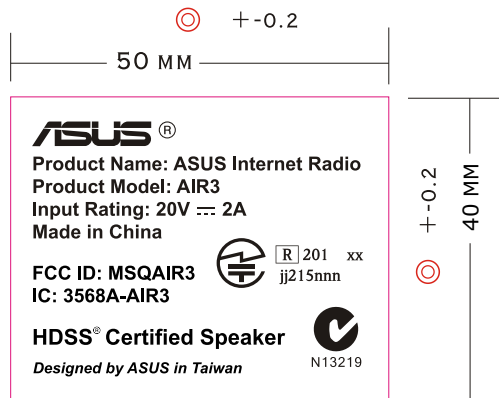 +-0.2
50 MM
ASUS ®
Product Name: ASUS Internet Radio
Product Model: AIR3
Input Rating: 20V ⎓ 2A
Made in China
R 201 xx
jj215nnn
FCC ID: MSQAIR3
IC: 3568A-AIR3
HDSS® Certified Speaker
N13219
Designed by ASUS in Taiwan
+-0.2
40 MM